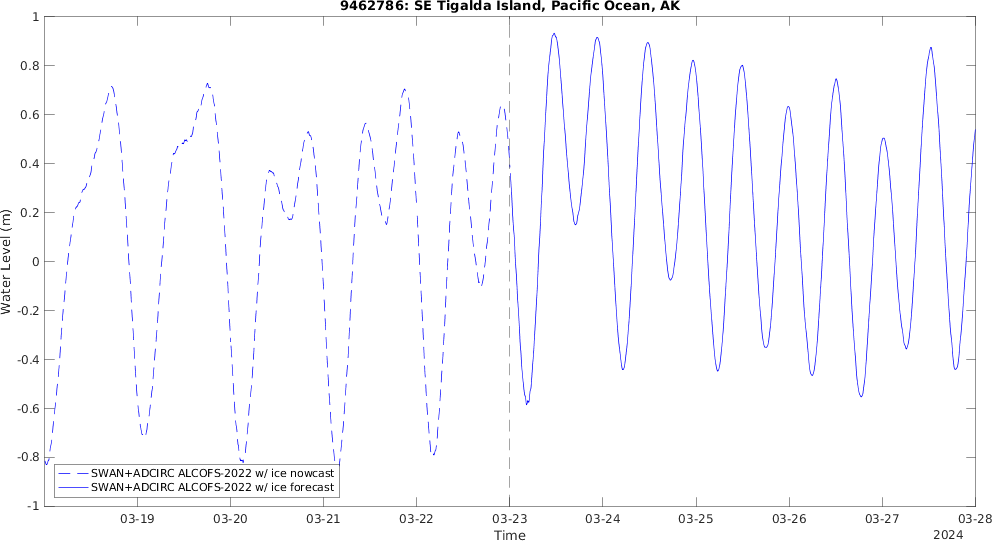 9462786: SE Tigalda Island, Pacific Ocean, AK
1
0.8
0.6
0.4
0.2
0
-0.2
-0.4
-0.6
-0.8
-1
Water Level (m)
SWAN+ADCIRC ALCOFS-2022 w/ ice nowcast
SWAN+ADCIRC ALCOFS-2022 w/ ice forecast
03-19 03-20 03-21 03-22 03-23 03-24 03-25 03-26 03-27 03-28
Time
2024